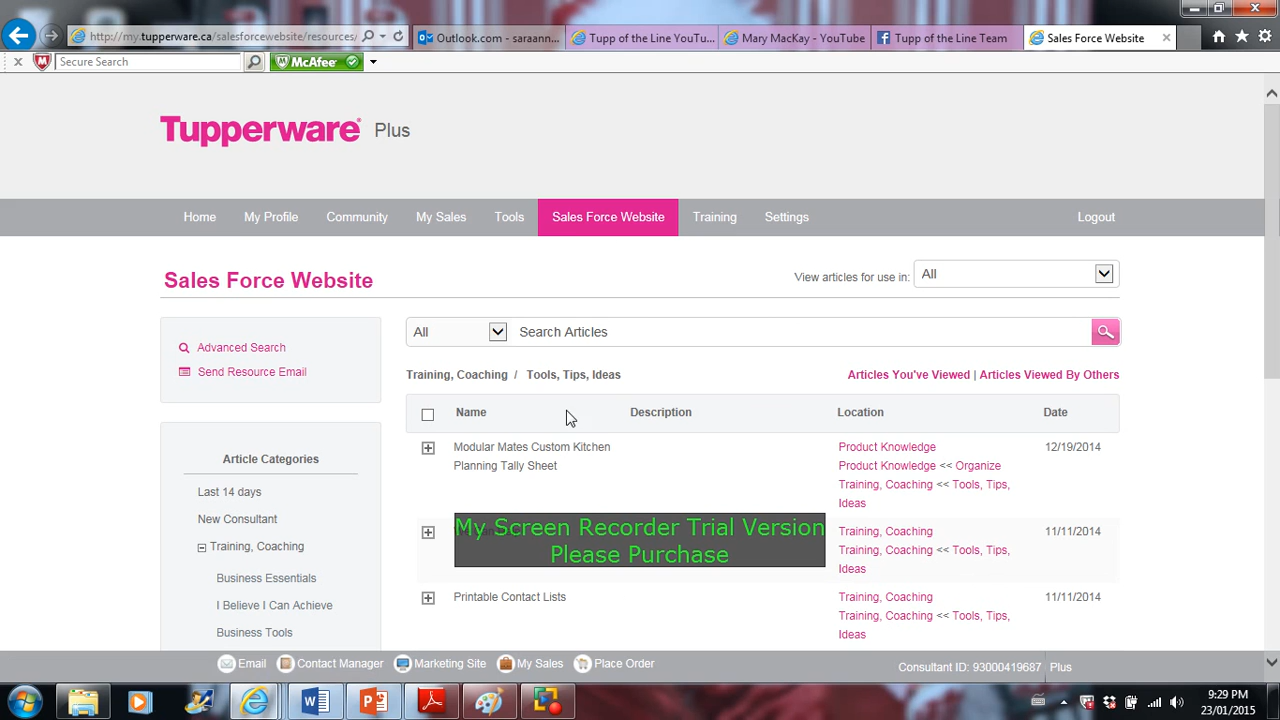 http://my.tupperware.ca/salesforcewebsite/resources/
Outlook.com - saraann...
Tupp of the Line YouTu...
Mary MacKay - YouTube
Tupp of the Line Team
Sales Force Website
Secure Search
McAfee
Tupperware Plus
Home
My Profile
Community
My Sales
Tools
Sales Force Website
Training
Settings
Logout
Sales Force Website
View articles for use in:
All
Advanced Search
Send Resource Email
All
Search Articles
Training, Coaching / Tools, Tips, Ideas
Articles You've Viewed | Articles Viewed By Others
Name
Description
Location
Date
Modular Mates Custom Kitchen
Planning Tally Sheet
Product Knowledge
Product Knowledge << Organize
Training, Coaching << Tools, Tips,
Ideas
12/19/2014
My Screen Recorder Trial Version
Please Purchase
Training, Coaching
Training, Coaching << Tools, Tips,
Ideas
11/11/2014
Printable Contact Lists
Training, Coaching
Training, Coaching << Tools, Tips,
Ideas
11/11/2014
Article Categories
Last 14 days
New Consultant
Training, Coaching
Business Essentials
I Believe I Can Achieve
Business Tools
Email
Contact Manager
Marketing Site
My Sales
Place Order
Consultant ID: 93000419687
Plus
9:29 PM
23/01/2015